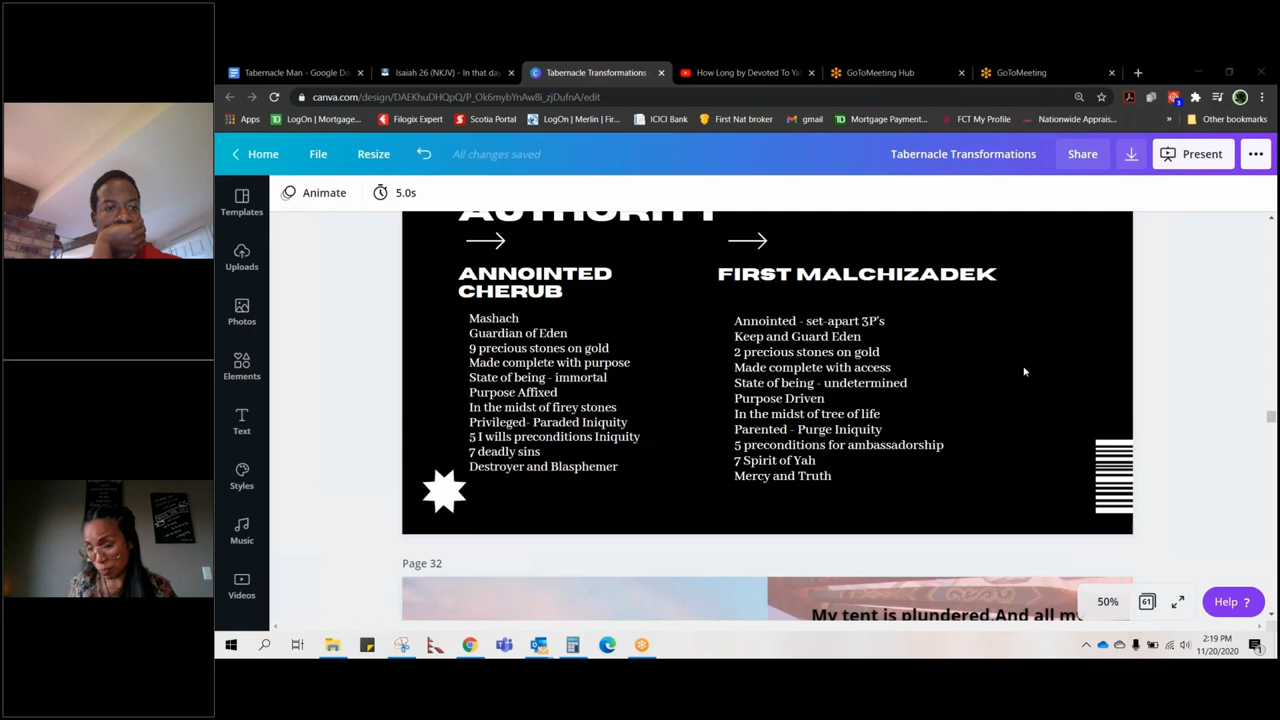 Tabernacle Man - Google Do
Isaiah 26 (NKJV) - In that day
Tabernacle Transformations -
How Long by Devoted To Ya
GoToMeeting Hub
GoToMeeting
canva.com/design/DAEKhuDHQpQ/P_Ok6mybYnAw8i_zjDufnA/edit
3
Apps
LogOn | Mortgage...
Filogix Expert
Scotia Portal
LogOn | Merlin | Fir...
ICICI Bank
First Nat broker
gmail
Mortgage Payment...
FCT My Profile
Nationwide Apprais...
»
Other bookmarks
Home
File
Resize
All changes saved
Tabernacle Transformations
Share
Present
Templates
Uploads
Photos
Elements
Text
Styles
Music
Videos
Animate
5.0s
AUTHORITY
ANNOINTED
CHERUB
Mashach
Guardian of Eden
9 precious stones on gold
Made complete with purpose
State of being - immortal
Purpose Affixed
In the midst of firey stones
Privileged- Paraded Iniquity
5 I wills preconditions Iniquity
7 deadly sins
Destroyer and Blasphemer
FIRST MALCHIZADEK
Annointed - set-apart 3P's
Keep and Guard Eden
2 precious stones on gold
Made complete with access
State of being - undetermined
Purpose Driven
In the midst of tree of life
Parented - Purge Iniquity
5 preconditions for ambassadorship
7 Spirit of Yah
Mercy and Truth
Page 32
My tent is plundered,And all my
50%
61
Help ?
2:19 PM
11/20/2020